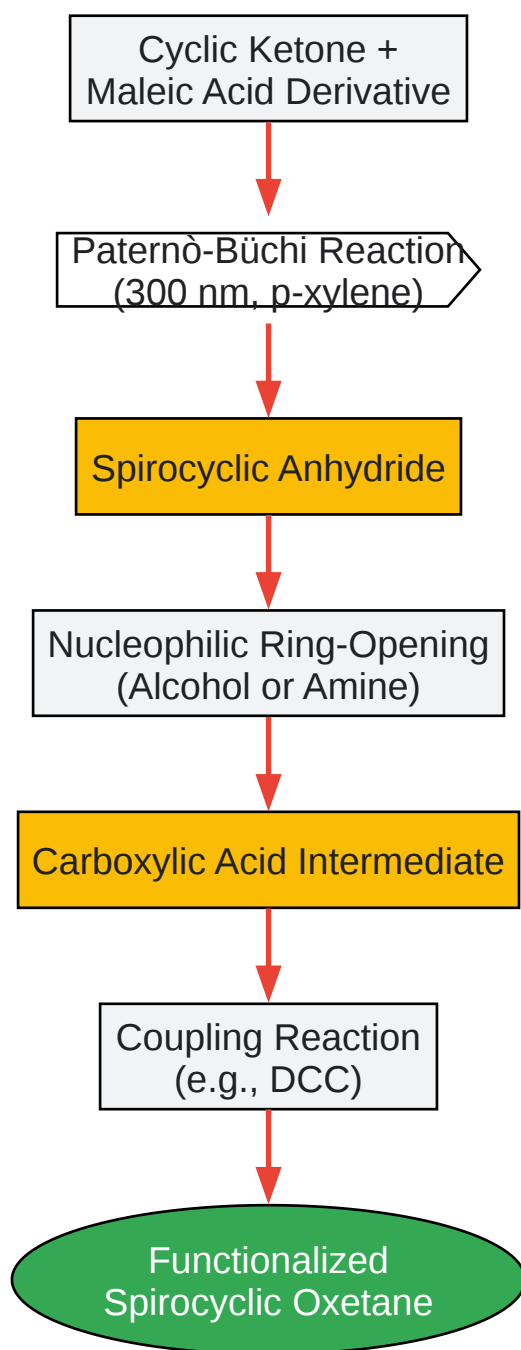 Cyclic Ketone +
Maleic Acid Derivative
Paternò-Büchi Reaction
(300 nm, p-xylene)
Spirocyclic Anhydride
Nucleophilic Ring-Opening
(Alcohol or Amine)
Carboxylic Acid Intermediate
Coupling Reaction
(e.g., DCC)
Functionalized
Spirocyclic Oxetane